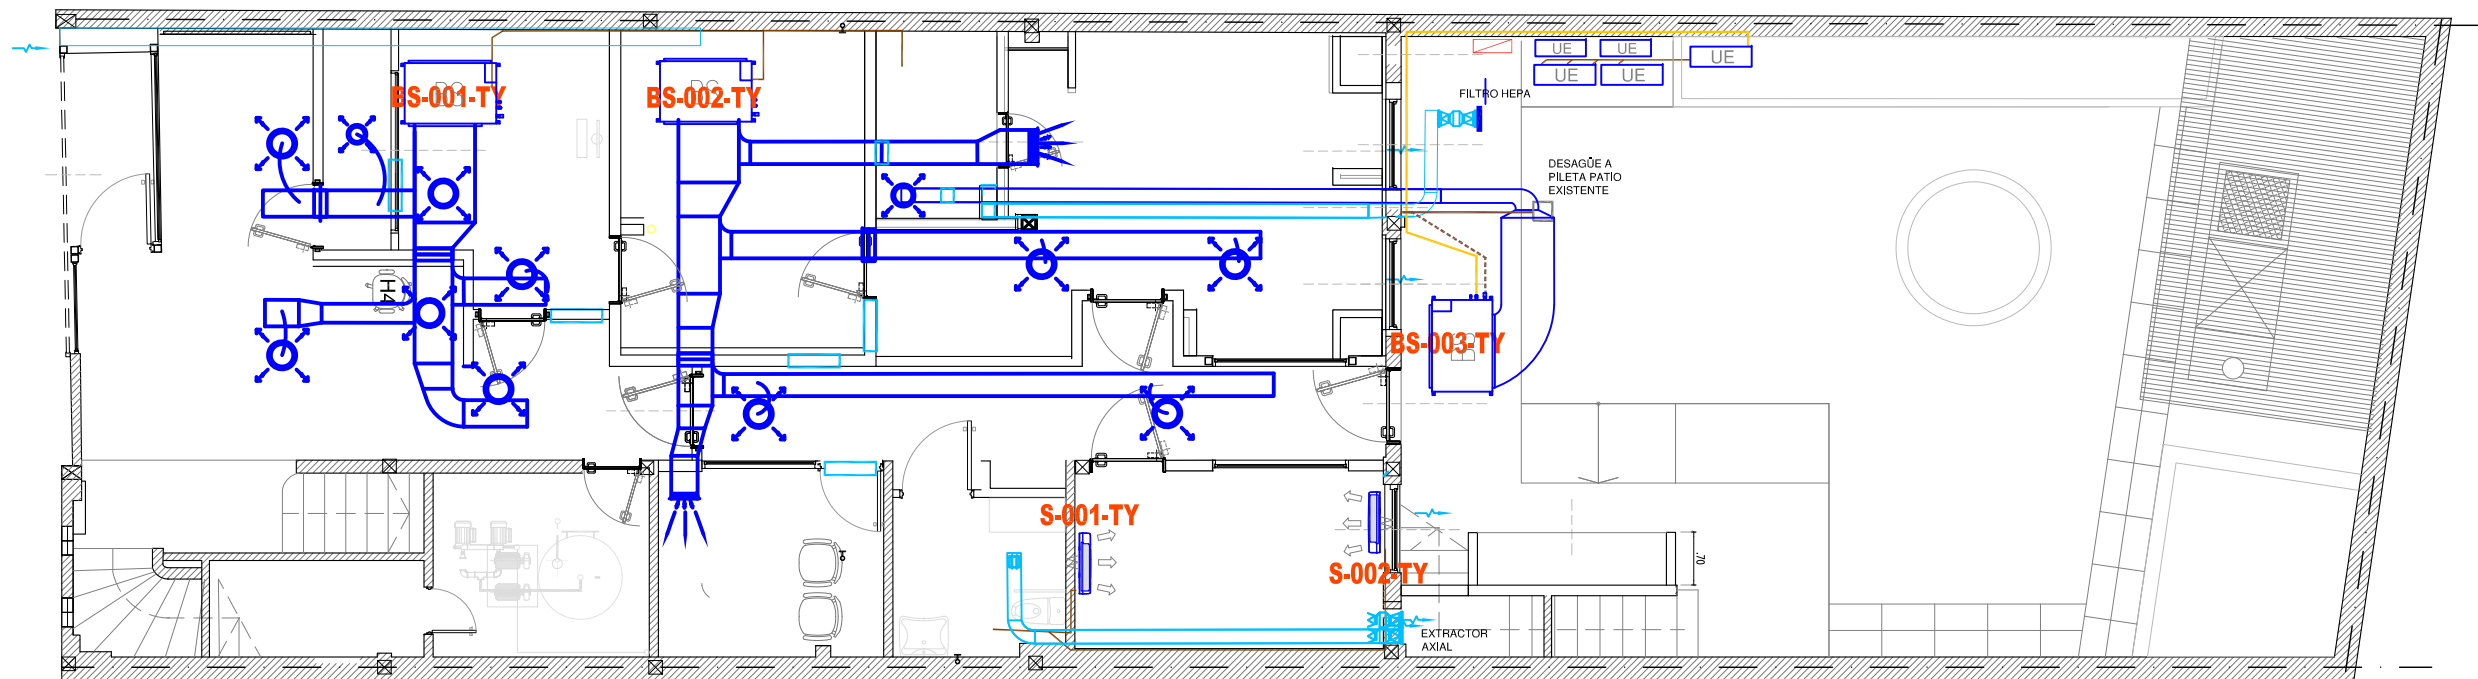 UE
UE
UE
UE
UE
BS-001-TY
BS-002-TY
FILTRO HEPA
DESAGÜE A
PILETA PATIO
EXISTENTE
H4
BS-003-TY
S-001-TY
S-002-TY
.70
EXTRACTOR
AXIAL